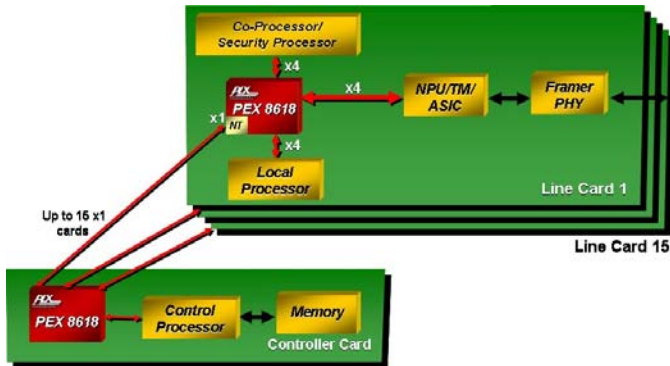 Co-Processor/
Security Processor
x4
PLX
PEX 8618
x1
NT
x4
NPU/TM/
ASIC
Framer
PHY
x4
Local
Processor
Line Card 1
Up to 15 x1
cards
Line Card 15
PLX
PEX 8618
Control
Processor
Memory
Controller Card